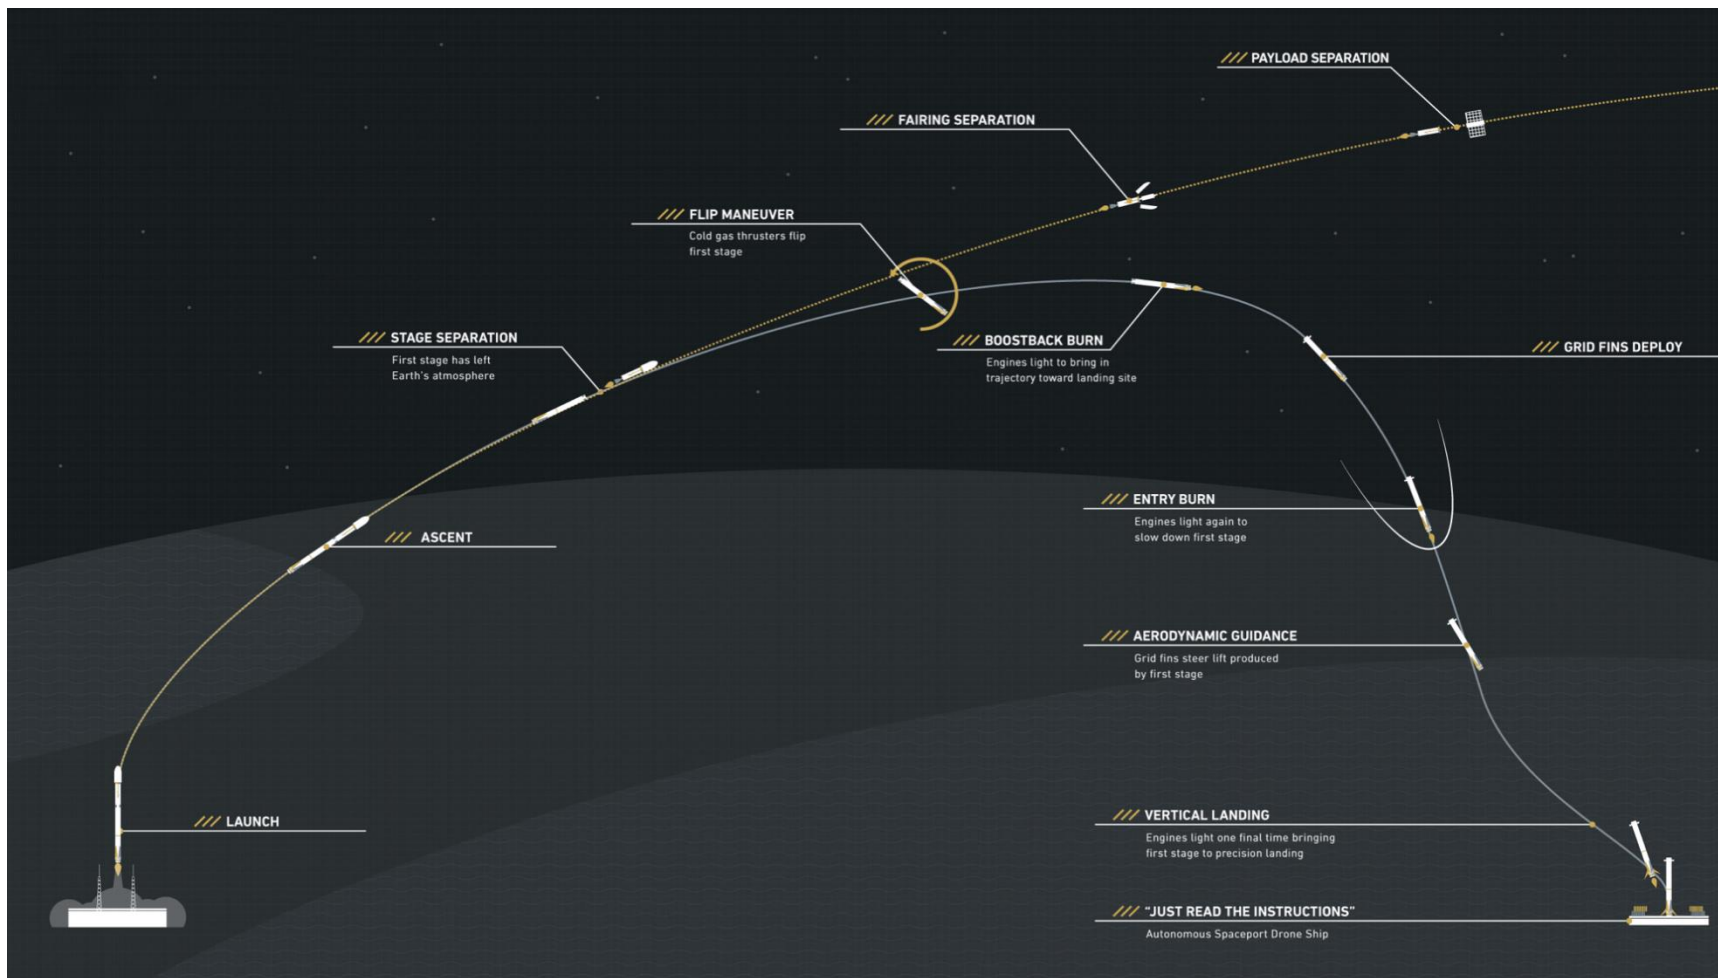 PAYLOAD SEPARATION
FAIRING SEPARATION
FLIP MANEUVER
Cold gas thrusters flip
first stage
STAGE SEPARATION
First stage has left
Earth's atmosphere
BOOSTBACK BURN
Engines light to bring in
trajectory toward landing site
GRID FINS DEPLOY
ASCENT
ENTRY BURN
Engines light again to
slow down first stage
AERODYNAMIC GUIDANCE
Grid fins steer lift produced
by first stage
LAUNCH
VERTICAL LANDING
Engines light one final time bringing
first stage to precision landing
"JUST READ THE INSTRUCTIONS"
Autonomous Spaceport Drone Ship